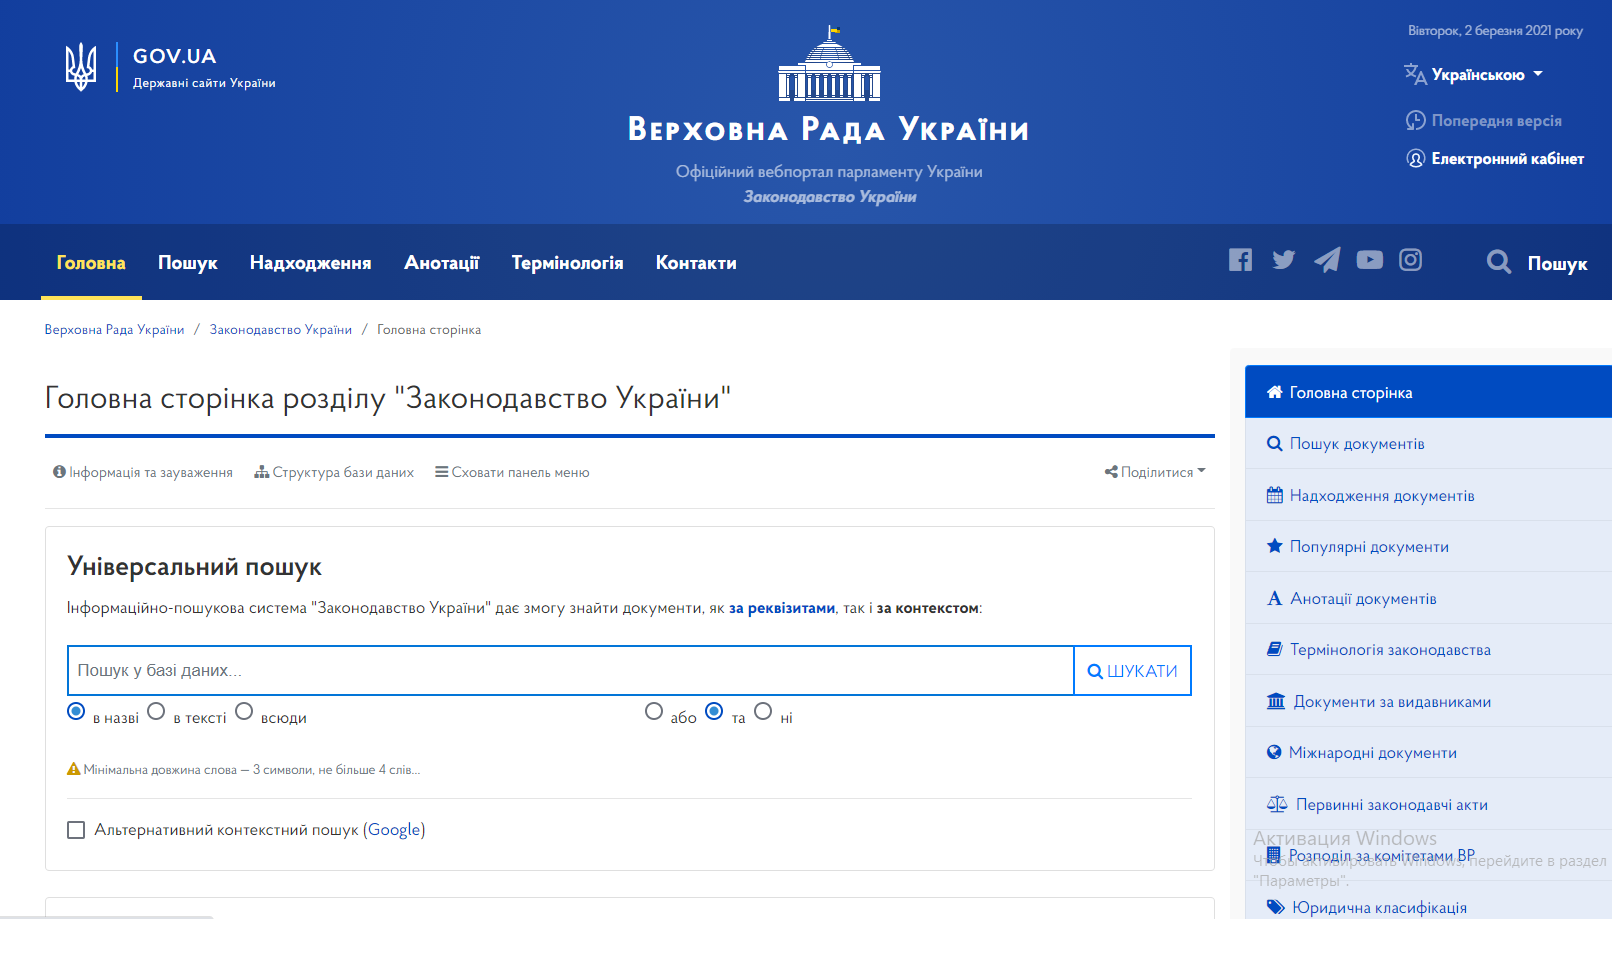 GOV.UA
Державні сайти України
Верховна Рада України
Офіційний вебпортал парламенту України
Законодавство України
Вівторок, 2 березня 2021 року
Українською
Попередня версія
Електронний кабінет
Головна Пошук Надходження Анотації Термінологія Контакти Пошук
Верховна Рада України / Законодавство України / Головна сторінка
Головна сторінка розділу "Законодавство України"
Інформація та зауваження Структура бази даних Сховати панель меню Поділитися
Універсальний пошук
Інформаційно-пошукова система "Законодавство України" дає змогу знайти документи, як за реквізитами, так і за контекстом:
Пошук у базі даних... ШУКАТИ
в назві в тексті всюди або та ні
Мінімальна довжина слова — 3 символи, не більше 4 слів...
Альтернативний контекстний пошук (Google)
Головна сторінка
Пошук документів
Надходження документів
Популярні документи
Анотації документів
Термінологія законодавства
Документи за видавниками
Міжнародні документи
Первинні законодавчі акти
Розподіл за комітетами ВР
Юридична класифікація
Активация Windows
Чтобы активировать Windows, перейдите в раздел
"Параметры".